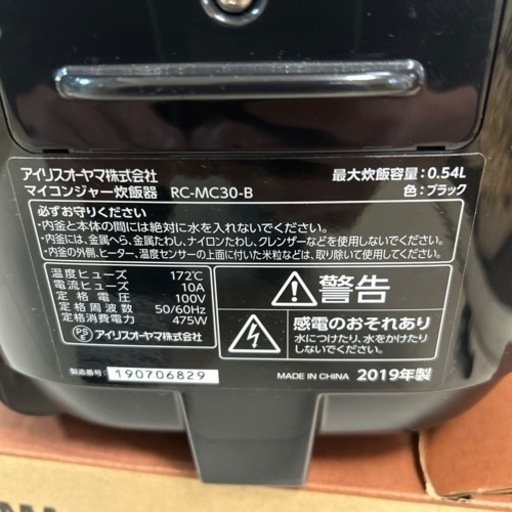 アイリスオーヤマ株式会社
マイコンジャー炊飯器 RC-MC30-B
最大炊飯容量：0.54L
色：ブラック
必ずお守りください
・内釜と本体の間には絶対に水を入れないでください。
・内釜には、金属へら、金属たわし、ナイロンたわし、クレンザーなどを使用しないでください。
・内釜の外側、ヒーター、温度センサーの上面に付いた米粒などは、取り除いて使用してください。
温度ヒューズ 172℃
電流ヒューズ 10A
定格電圧 100V
定格周波数 50/60Hz
定格消費電力 475W
PSE アイリスオーヤマ株式会社
警告
感電のおそれあり
水につけたり、水をかけたり
しないでください。
製造番号: 190706829
MADE IN CHINA 2019年製